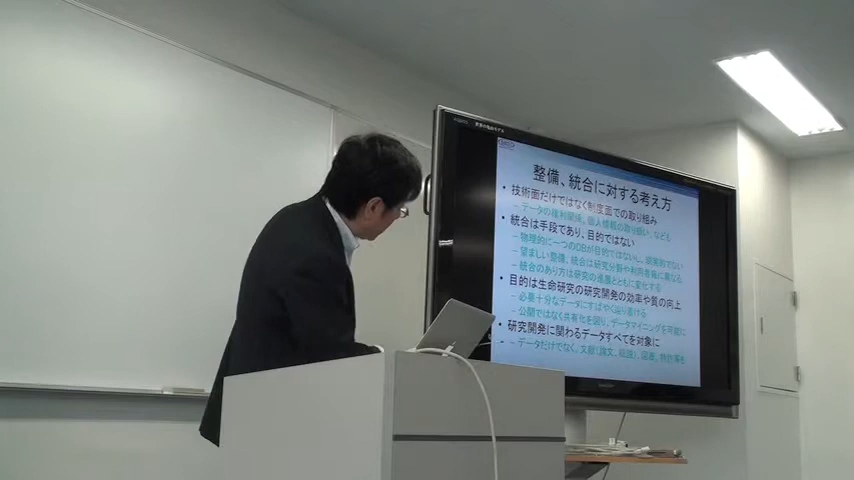 整備、統合に対する考え方
• 技術面だけではなく制度面での取り組み
– データの権利関係、個人情報の取り扱い、なども
• 統合は手段であり、目的ではない
– 物理的に一つのDBが目的ではないし、現実的でない
– 望ましい整備、統合は研究分野や利用者毎に異なる
– 統合のあり方は研究の進展とともに変化する
• 目的は生命研究の研究開発の効率や質の向上
– 必要十分なデータにすばやく辿り着ける
– 公開ではなく共有化を図り、データマイニングを可能に
• 研究開発に関わるデータすべてを対象に
– データだけでなく、文献(論文、総説)、図書、特許等も